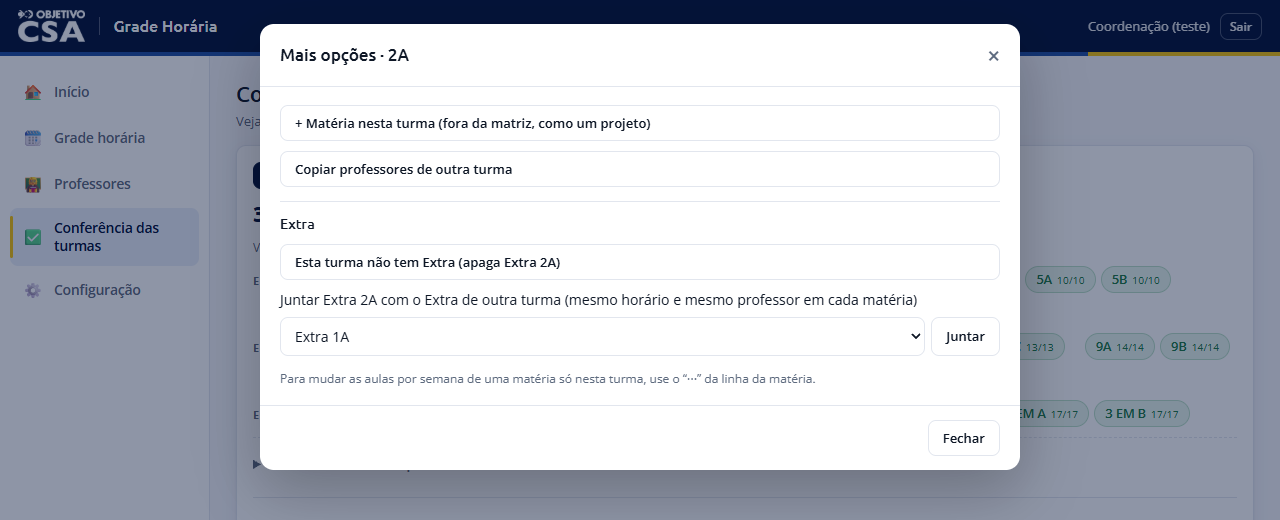 OBJETIVO
CSA
Grade Horária
Coordenação (teste)
Sair
Início
Grade horária
Professores
Conferência das
turmas
Configuração
Co
Veja
Mais opções · 2A
×
+ Matéria nesta turma (fora da matriz, como um projeto)
Copiar professores de outra turma
Extra
Esta turma não tem Extra (apaga Extra 2A)
Juntar Extra 2A com o Extra de outra turma (mesmo horário e mesmo professor em cada matéria)
Extra 1A
Juntar
Para mudar as aulas por semana de uma matéria só nesta turma, use o “···” da linha da matéria.
Fechar
5A 10/10
5B 10/10
13/13
9A 14/14
9B 14/14
EM A 17/17
3 EM B 17/17